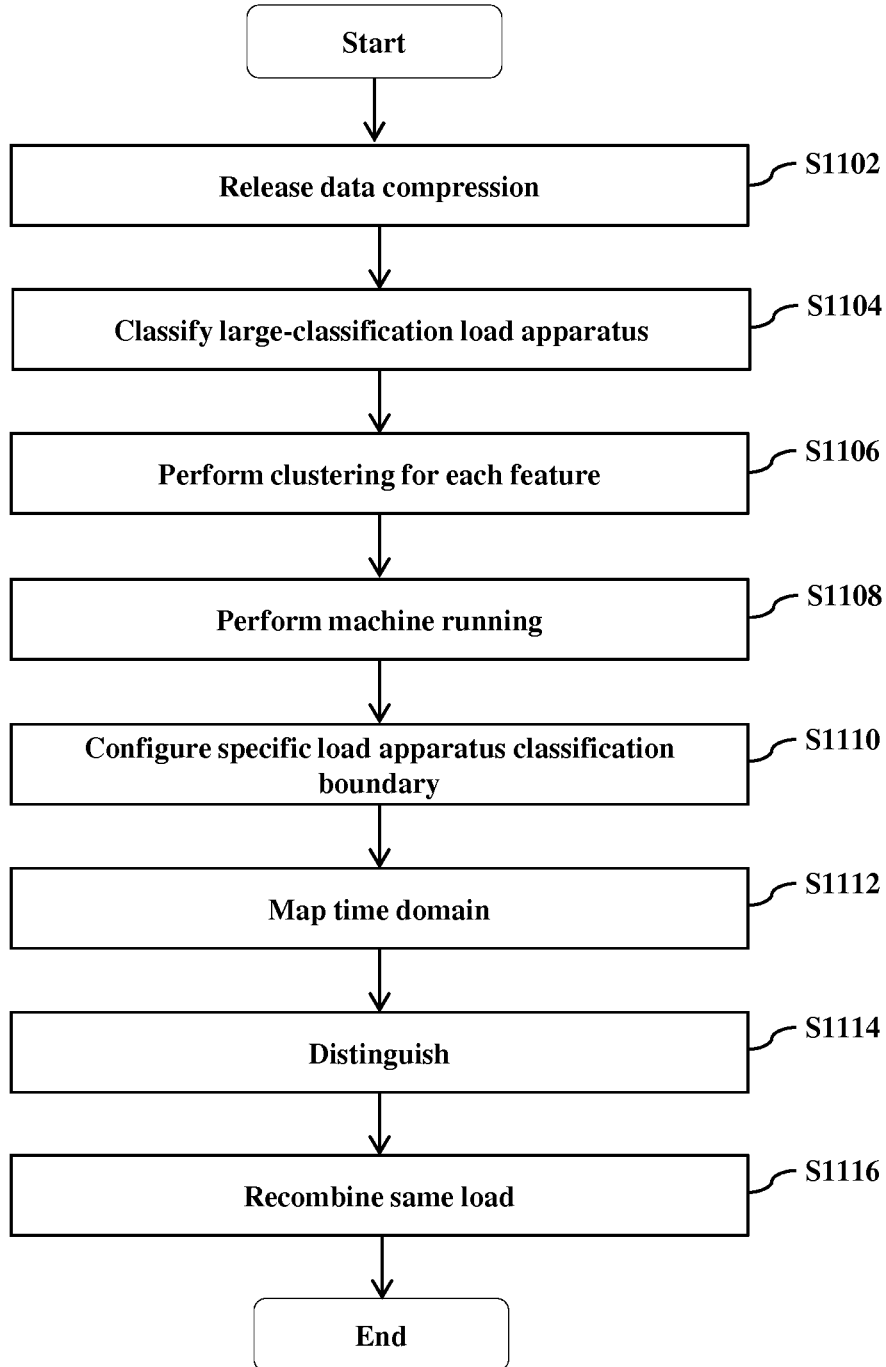 Start
Release data compression
S1102
Classify large-classification load apparatus
S1104
Perform clustering for each feature
S1106
Perform machine running
S1108
Configure specific load apparatus classification
boundary
S1110
Map time domain
S1112
Distinguish
S1114
Recombine same load
S1116
End